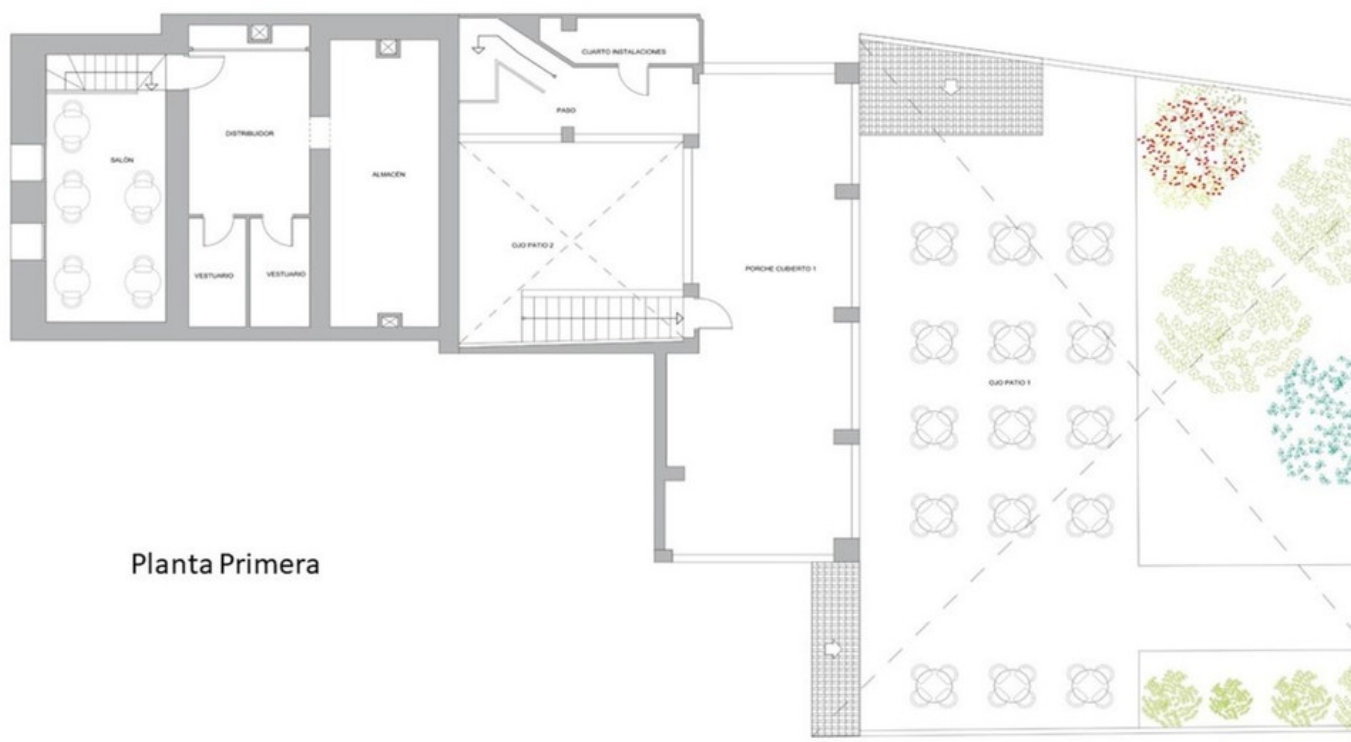 CUARTO INSTALACIONES
PASO
DISTRIBUIDOR
SALÓN
ALMACÉN
OJO PATIO 2
PORCHE CUBIERTO 1
VESTUARIO
VESTUARIO
OJO PATIO 1
Planta Primera